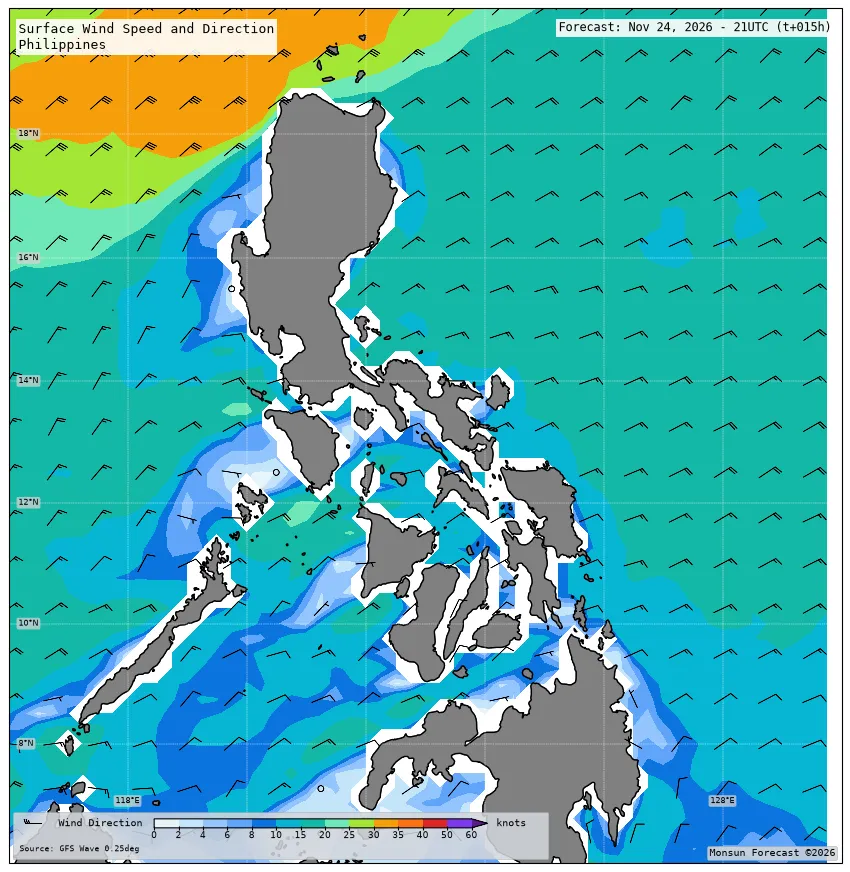 Surface Wind Speed and Direction
Philippines
Forecast: Nov 24, 2026 - 21UTC (t+015h)
18°N
16°N
14°N
12°N
10°N
8°N
118°E
128°E
Wind Direction
0 2 4 6 8 10 15 20 25 30 35 40 50 60
knots
Source: GFS Wave 0.25deg
Monsun Forecast ©2026